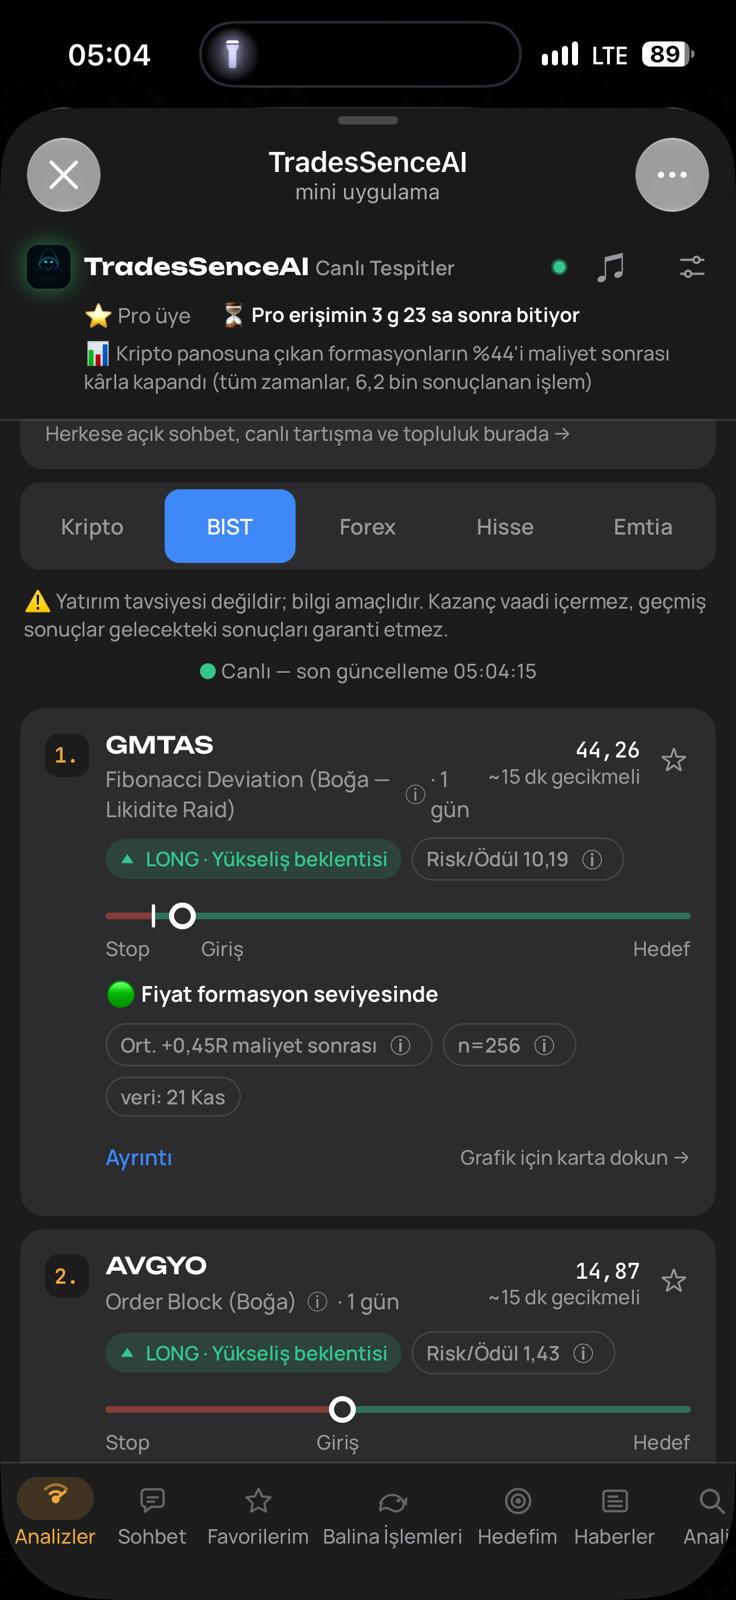 05:04
LTE 89
TradesSenceAI
mini uygulama
TradesSenceAI Canlı Tespitler
⭐ Pro üye ⏳ Pro erişimin 3 g 23 sa sonra bitiyor
📊 Kripto panosuna çıkan formasyonların %44'i maliyet sonrası
kârla kapandı (tüm zamanlar, 6,2 bin sonuçlanan işlem)
Herkese açık sohbet, canlı tartışma ve topluluk burada →
Kripto BIST Forex Hisse Emtia
⚠️ Yatırım tavsiyesi değildir; bilgi amaçlıdır. Kazanç vaadi içermez, geçmiş
sonuçlar gelecekteki sonuçları garanti etmez.
Canlı — son güncelleme 05:04:15
1. GMTAS 44,26
Fibonacci Deviation (Boğa — ⓘ · 1 ~15 dk gecikmeli
Likidite Raid) gün
▲ LONG · Yükseliş beklentisi Risk/Ödül 10,19 ⓘ
Stop Giriş Hedef
🟢 Fiyat formasyon seviyesinde
Ort. +0,45R maliyet sonrası ⓘ n=256 ⓘ
veri: 21 Kas
Ayrıntı Grafik için karta dokun →
2. AVGYO 14,87
Order Block (Boğa) ⓘ · 1 gün ~15 dk gecikmeli
▲ LONG · Yükseliş beklentisi Risk/Ödül 1,43 ⓘ
Stop Giriş Hedef
Analizler Sohbet Favorilerim Balina İşlemleri Hedefim Haberler Anali